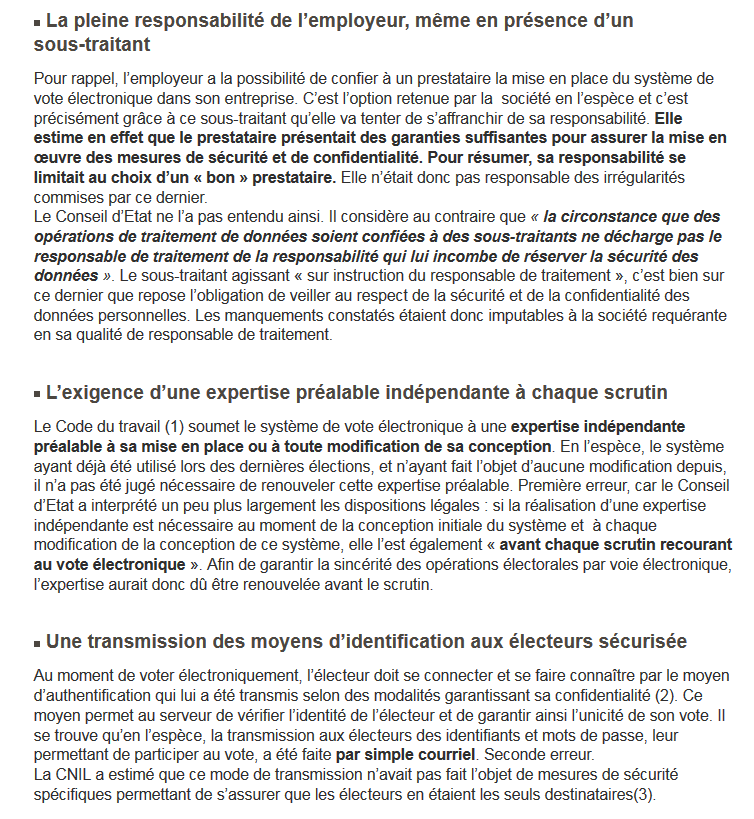 ▪ La pleine responsabilité de l’employeur, même en présence d’un
sous-traitant
Pour rappel, l’employeur a la possibilité de confier à un prestataire la mise en place du système de
vote électronique dans son entreprise. C’est l’option retenue par la  société en l’espèce et c’est
précisément grâce à ce sous-traitant qu’elle va tenter de s’affranchir de sa responsabilité. Elle
estime en effet que le prestataire présentait des garanties suffisantes pour assurer la mise en
œuvre des mesures de sécurité et de confidentialité. Pour résumer, sa responsabilité se
limitait au choix d’un « bon » prestataire. Elle n’était donc pas responsable des irrégularités
commises par ce dernier.
Le Conseil d’Etat ne l’a pas entendu ainsi. Il considère au contraire que « la circonstance que des
opérations de traitement de données soient confiées à des sous-traitants ne décharge pas le
responsable de traitement de la responsabilité qui lui incombe de réserver la sécurité des
données ». Le sous-traitant agissant « sur instruction du responsable de traitement », c’est bien sur
ce dernier que repose l’obligation de veiller au respect de la sécurité et de la confidentialité des
données personnelles. Les manquements constatés étaient donc imputables à la société requérante
en sa qualité de responsable de traitement.
▪ L’exigence d’une expertise préalable indépendante à chaque scrutin
Le Code du travail (1) soumet le système de vote électronique à une expertise indépendante
préalable à sa mise en place ou à toute modification de sa conception. En l’espèce, le système
ayant déjà été utilisé lors des dernières élections, et n’ayant fait l’objet d’aucune modification depuis,
il n’a pas été jugé nécessaire de renouveler cette expertise préalable. Première erreur, car le Conseil
d’Etat a interprété un peu plus largement les dispositions légales : si la réalisation d’une expertise
indépendante est nécessaire au moment de la conception initiale du système et  à chaque
modification de la conception de ce système, elle l’est également « avant chaque scrutin recourant
au vote électronique ». Afin de garantir la sincérité des opérations électorales par voie électronique,
l’expertise aurait donc dû être renouvelée avant le scrutin.
▪ Une transmission des moyens d’identification aux électeurs sécurisée
Au moment de voter électroniquement, l’électeur doit se connecter et se faire connaître par le moyen
d’authentification qui lui a été transmis selon des modalités garantissant sa confidentialité (2). Ce
moyen permet au serveur de vérifier l’identité de l’électeur et de garantir ainsi l’unicité de son vote. Il
se trouve qu’en l’espèce, la transmission aux électeurs des identifiants et mots de passe, leur
permettant de participer au vote, a été faite par simple courriel. Seconde erreur.
La CNIL a estimé que ce mode de transmission n’avait pas fait l’objet de mesures de sécurité
spécifiques permettant de s’assurer que les électeurs en étaient les seuls destinataires(3).